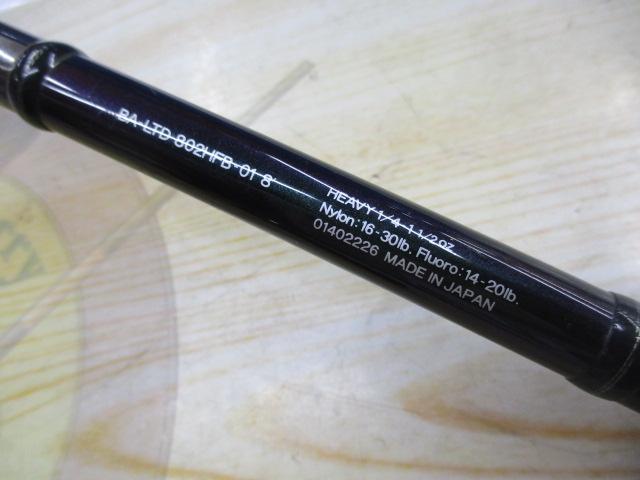 BA-LTD 802HFB-01 8'
HEAVY 1/4-1 1/2oz
Nylon:16-30lb. Fluoro:14-20lb.
01402226 MADE IN JAPAN